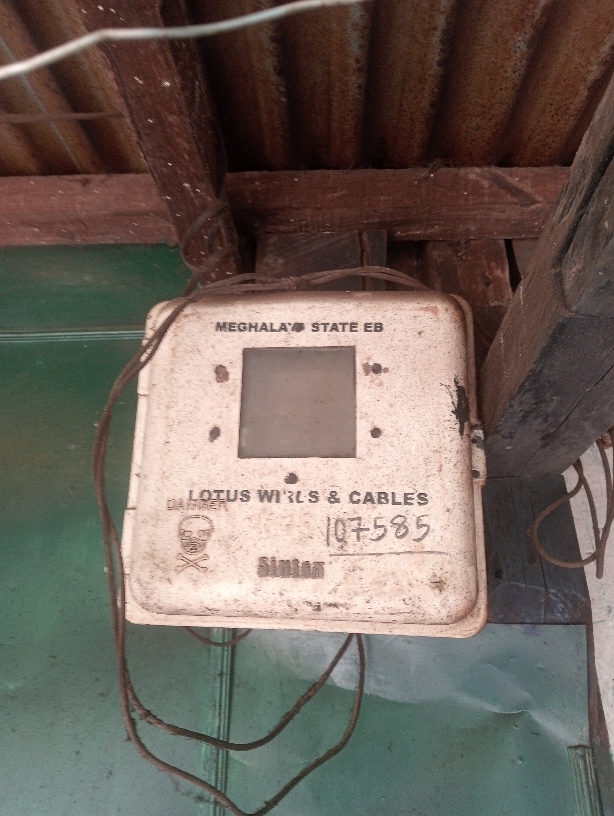 MEGHALAYA STATE EB
LOTUS WIRES & CABLES
DANGER
107585